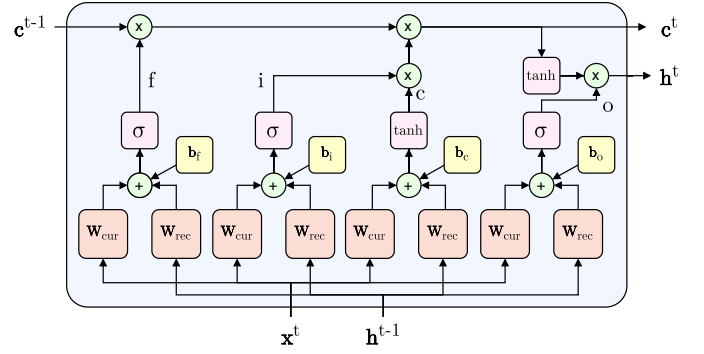 c^t-1 x x c^t
x tanh x h^t
f i c o
σ σ tanh σ
b_f b_i b_c b_o
+ + + +
W_cur W_rec W_cur W_rec W_cur W_rec W_cur W_rec
x^t h^t-1